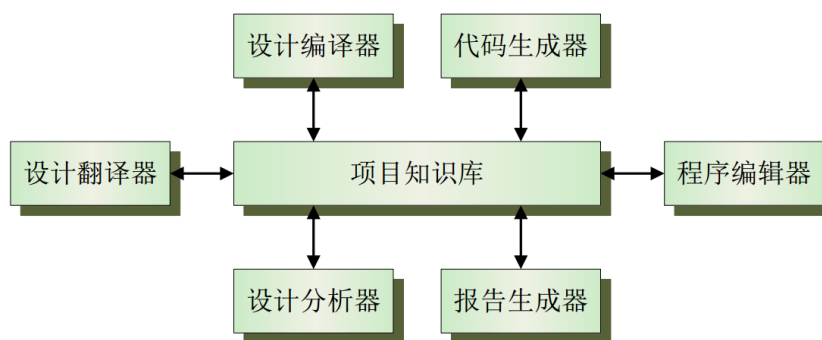 设计编译器
代码生成器
设计翻译器
项目知识库
程序编辑器
设计分析器
报告生成器